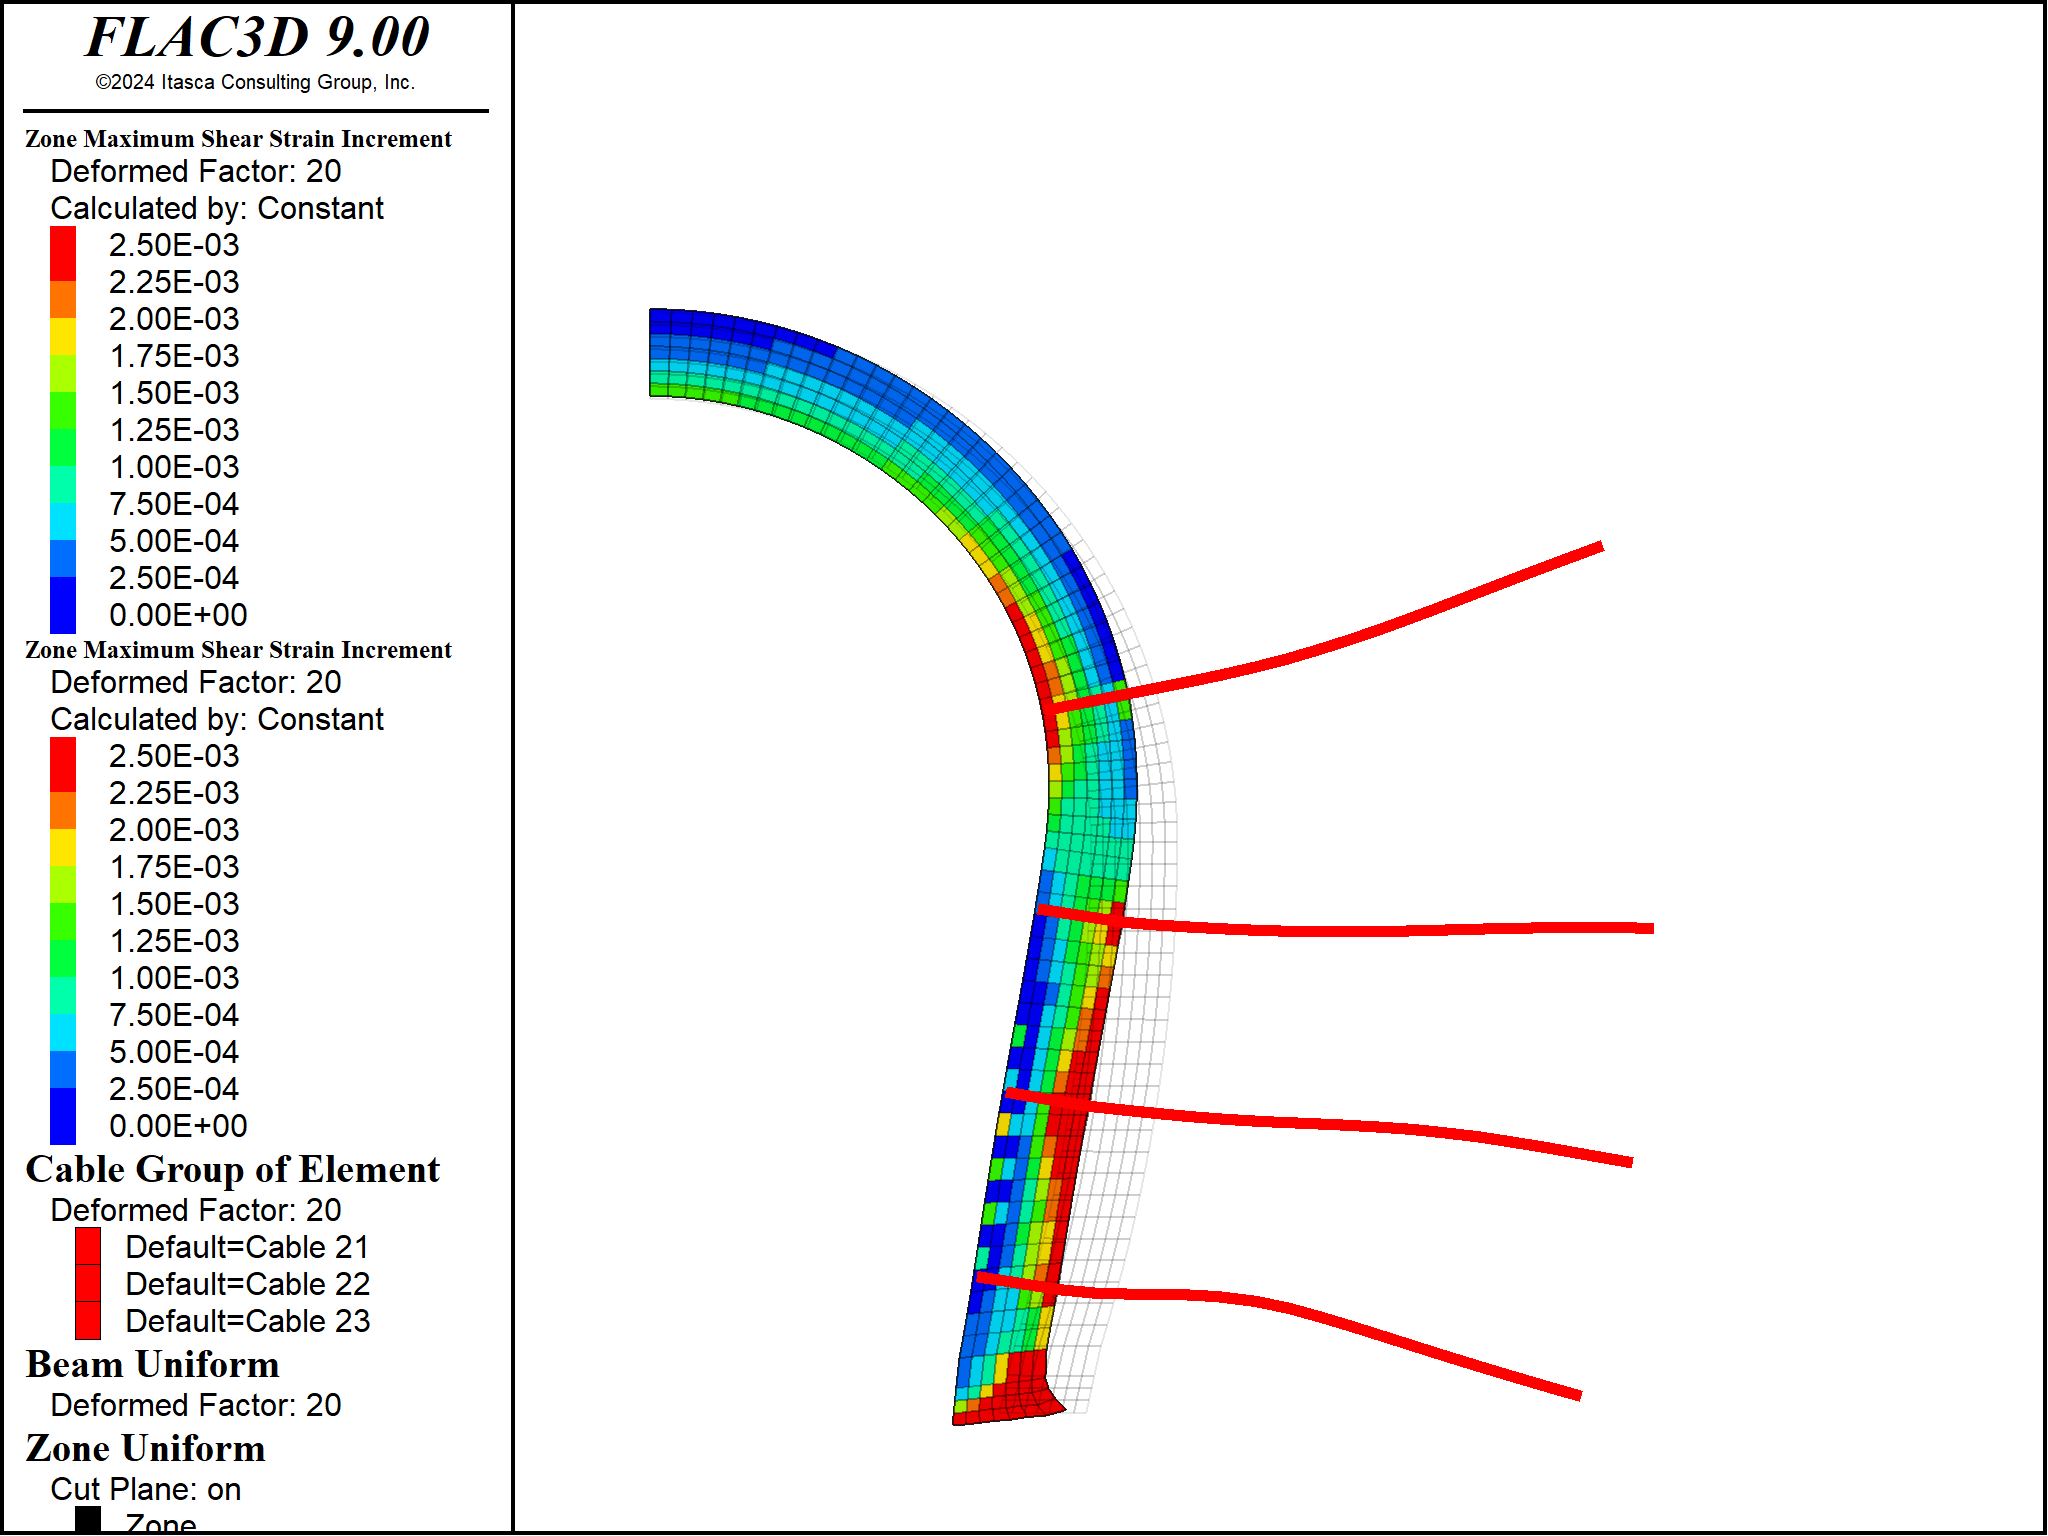 FLAC3D 9.00
©2024 Itasca Consulting Group, Inc.
Zone Maximum Shear Strain Increment
Deformed Factor: 20
Calculated by: Constant
2.50E-03
2.25E-03
2.00E-03
1.75E-03
1.50E-03
1.25E-03
1.00E-03
7.50E-04
5.00E-04
2.50E-04
0.00E+00
Zone Maximum Shear Strain Increment
Deformed Factor: 20
Calculated by: Constant
2.50E-03
2.25E-03
2.00E-03
1.75E-03
1.50E-03
1.25E-03
1.00E-03
7.50E-04
5.00E-04
2.50E-04
0.00E+00
Cable Group of Element
Deformed Factor: 20
Default=Cable 21
Default=Cable 22
Default=Cable 23
Beam Uniform
Deformed Factor: 20
Zone Uniform
Cut Plane: on
Zone